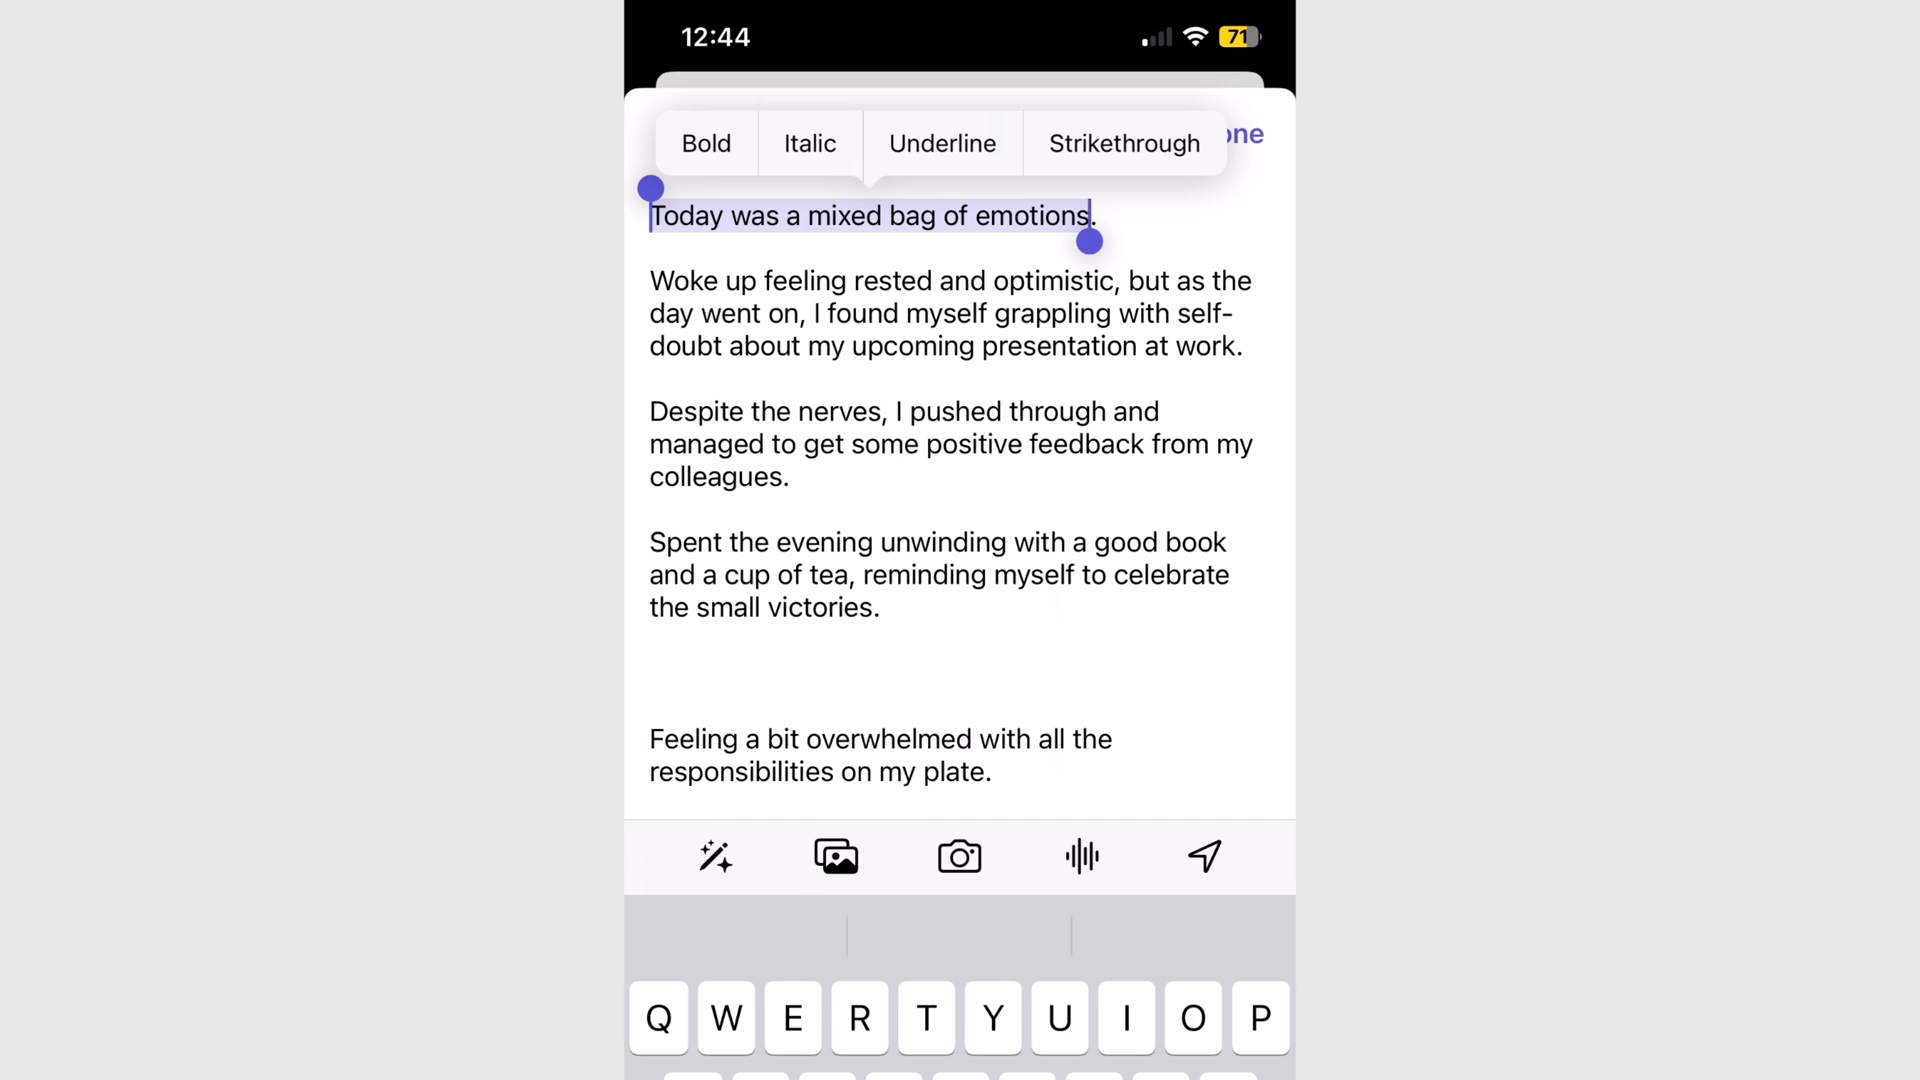 12:44
71
Bold Italic Underline Strikethrough
one
Today was a mixed bag of emotions.
Woke up feeling rested and optimistic, but as the
day went on, I found myself grappling with self-
doubt about my upcoming presentation at work.
Despite the nerves, I pushed through and
managed to get some positive feedback from my
colleagues.
Spent the evening unwinding with a good book
and a cup of tea, reminding myself to celebrate
the small victories.
Feeling a bit overwhelmed with all the
responsibilities on my plate.
Q W E R T Y U I O P